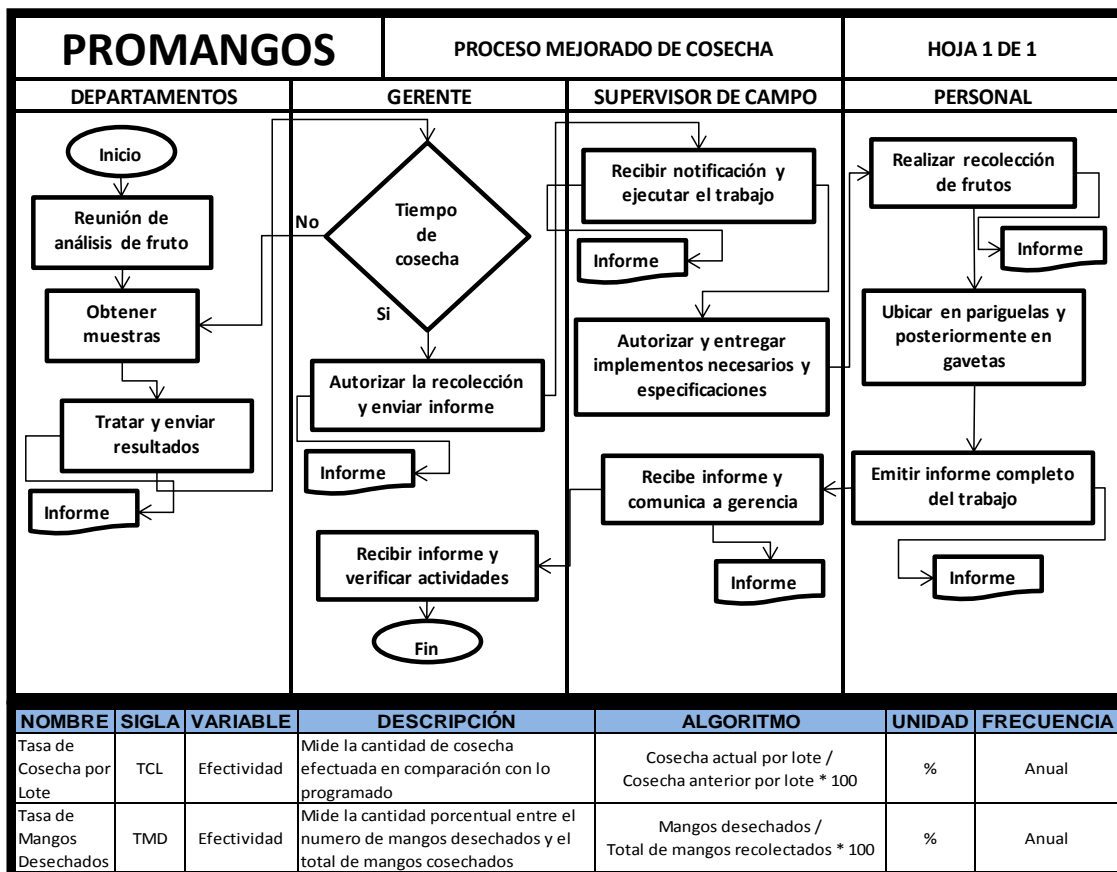 PROMANGOS
PROCESO MEJORADO DE COSECHA
HOJA 1 DE 1
DEPARTAMENTOS
GERENTE
SUPERVISOR DE CAMPO
PERSONAL
Inicio
Reunión de
análisis de fruto
Obtener
muestras
Tratar y enviar
resultados
Informe
Tiempo
de
cosecha
No
Si
Autorizar la recolección
y enviar informe
Informe
Recibir informe y
verificar actividades
Fin
Recibir notificación y
ejecutar el trabajo
Informe
Autorizar y entregar
implementos necesarios y
especificaciones
Recibe informe y
comunica a gerencia
Informe
Realizar recolección
de frutos
Informe
Ubicar en pariguelas y
posteriormente en
gavetas
Emitir informe completo
del trabajo
Informe
NOMBRE SIGLA VARIABLE DESCRIPCIÓN ALGORITMO UNIDAD FRECUENCIA
Tasa de
Cosecha por
Lote
TCL
Efectividad
Mide la cantidad de cosecha
efectuada en comparación con lo
programado
Cosecha actual por lote /
Cosecha anterior por lote * 100
%
Anual
Tasa de
Mangos
Desechados
TMD
Efectividad
Mide la cantidad porcentual entre el
numero de mangos desechados y el
total de mangos cosechados
Mangos desechados /
Total de mangos recolectados * 100
%
Anual